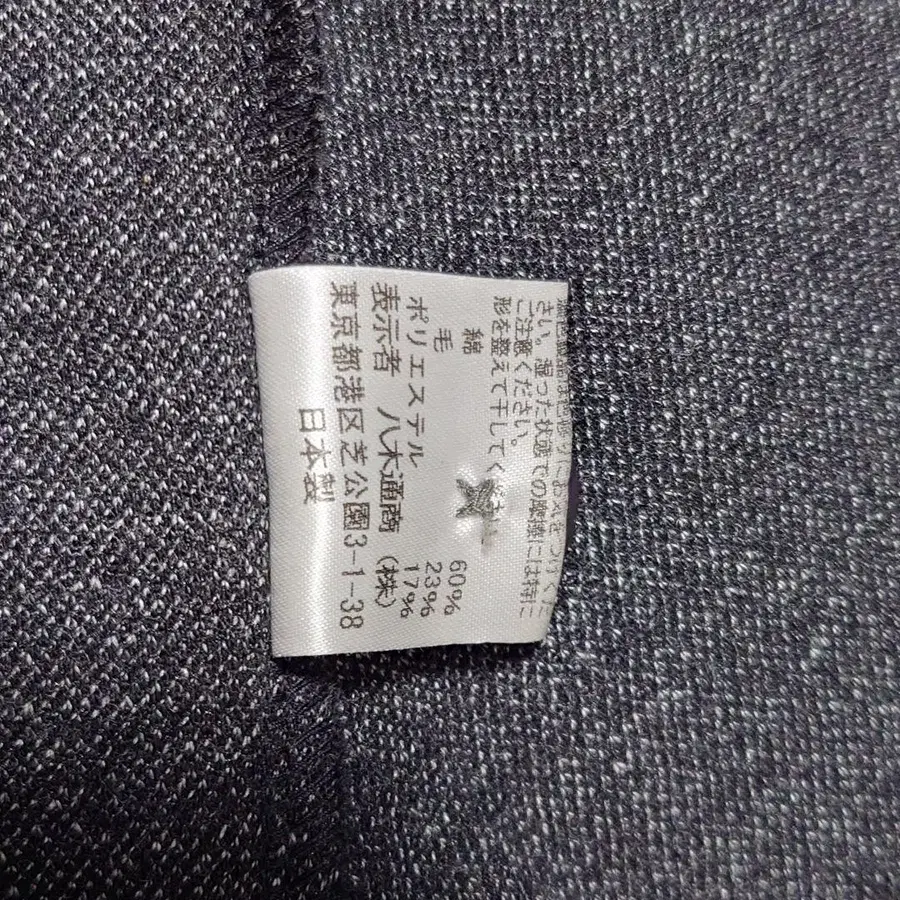 さい。湿った状態での摩擦には特に
ご注意ください。
形を整えて干してく
綿 60%
毛 23%
ポリエステル 17%
表示者 八木通商 (株)
東京都港区芝公園3-1-38
日本製